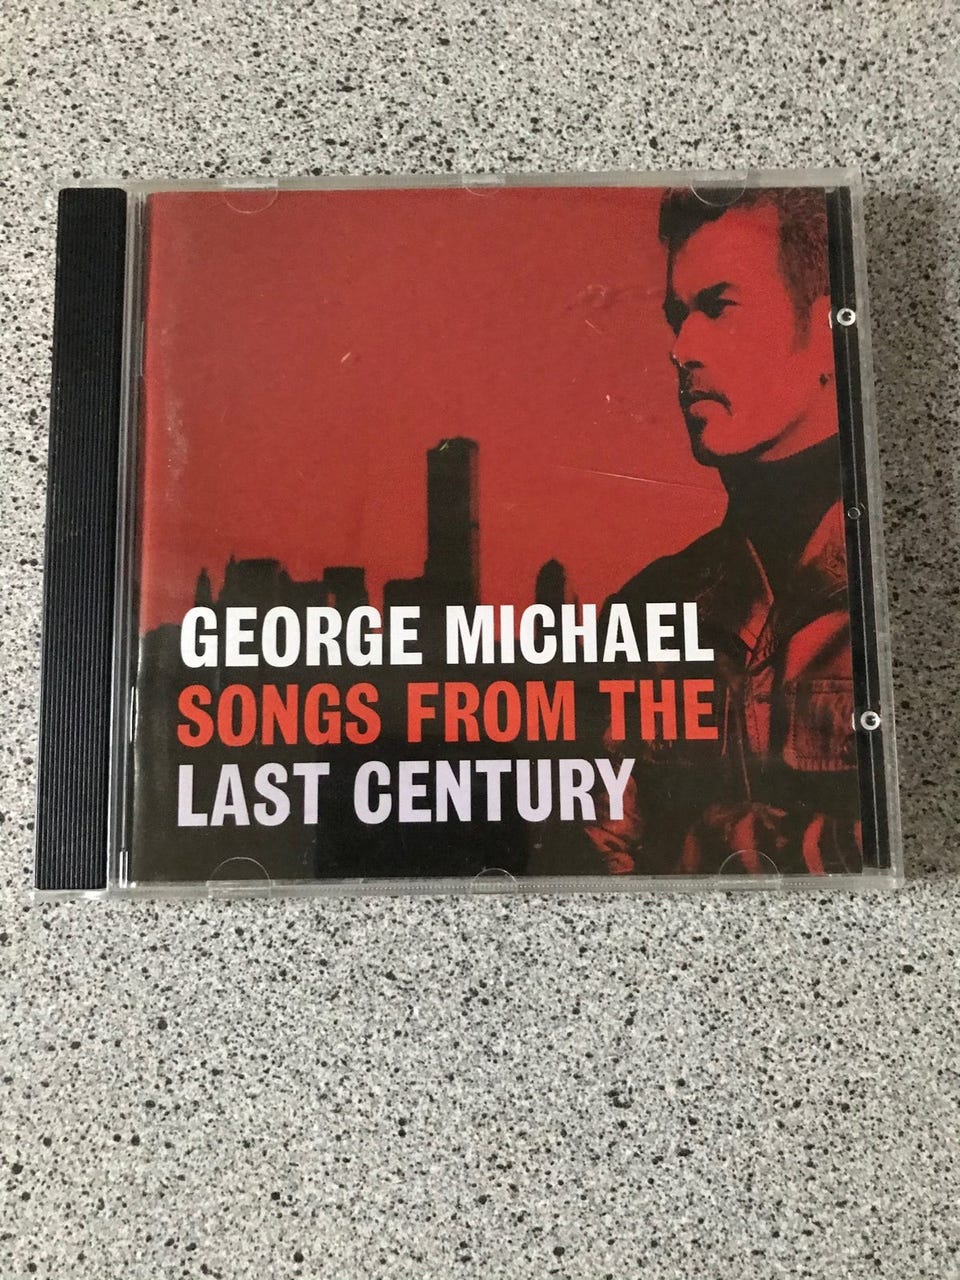 GEORGE MICHAEL
SONGS FROM THE
LAST CENTURY